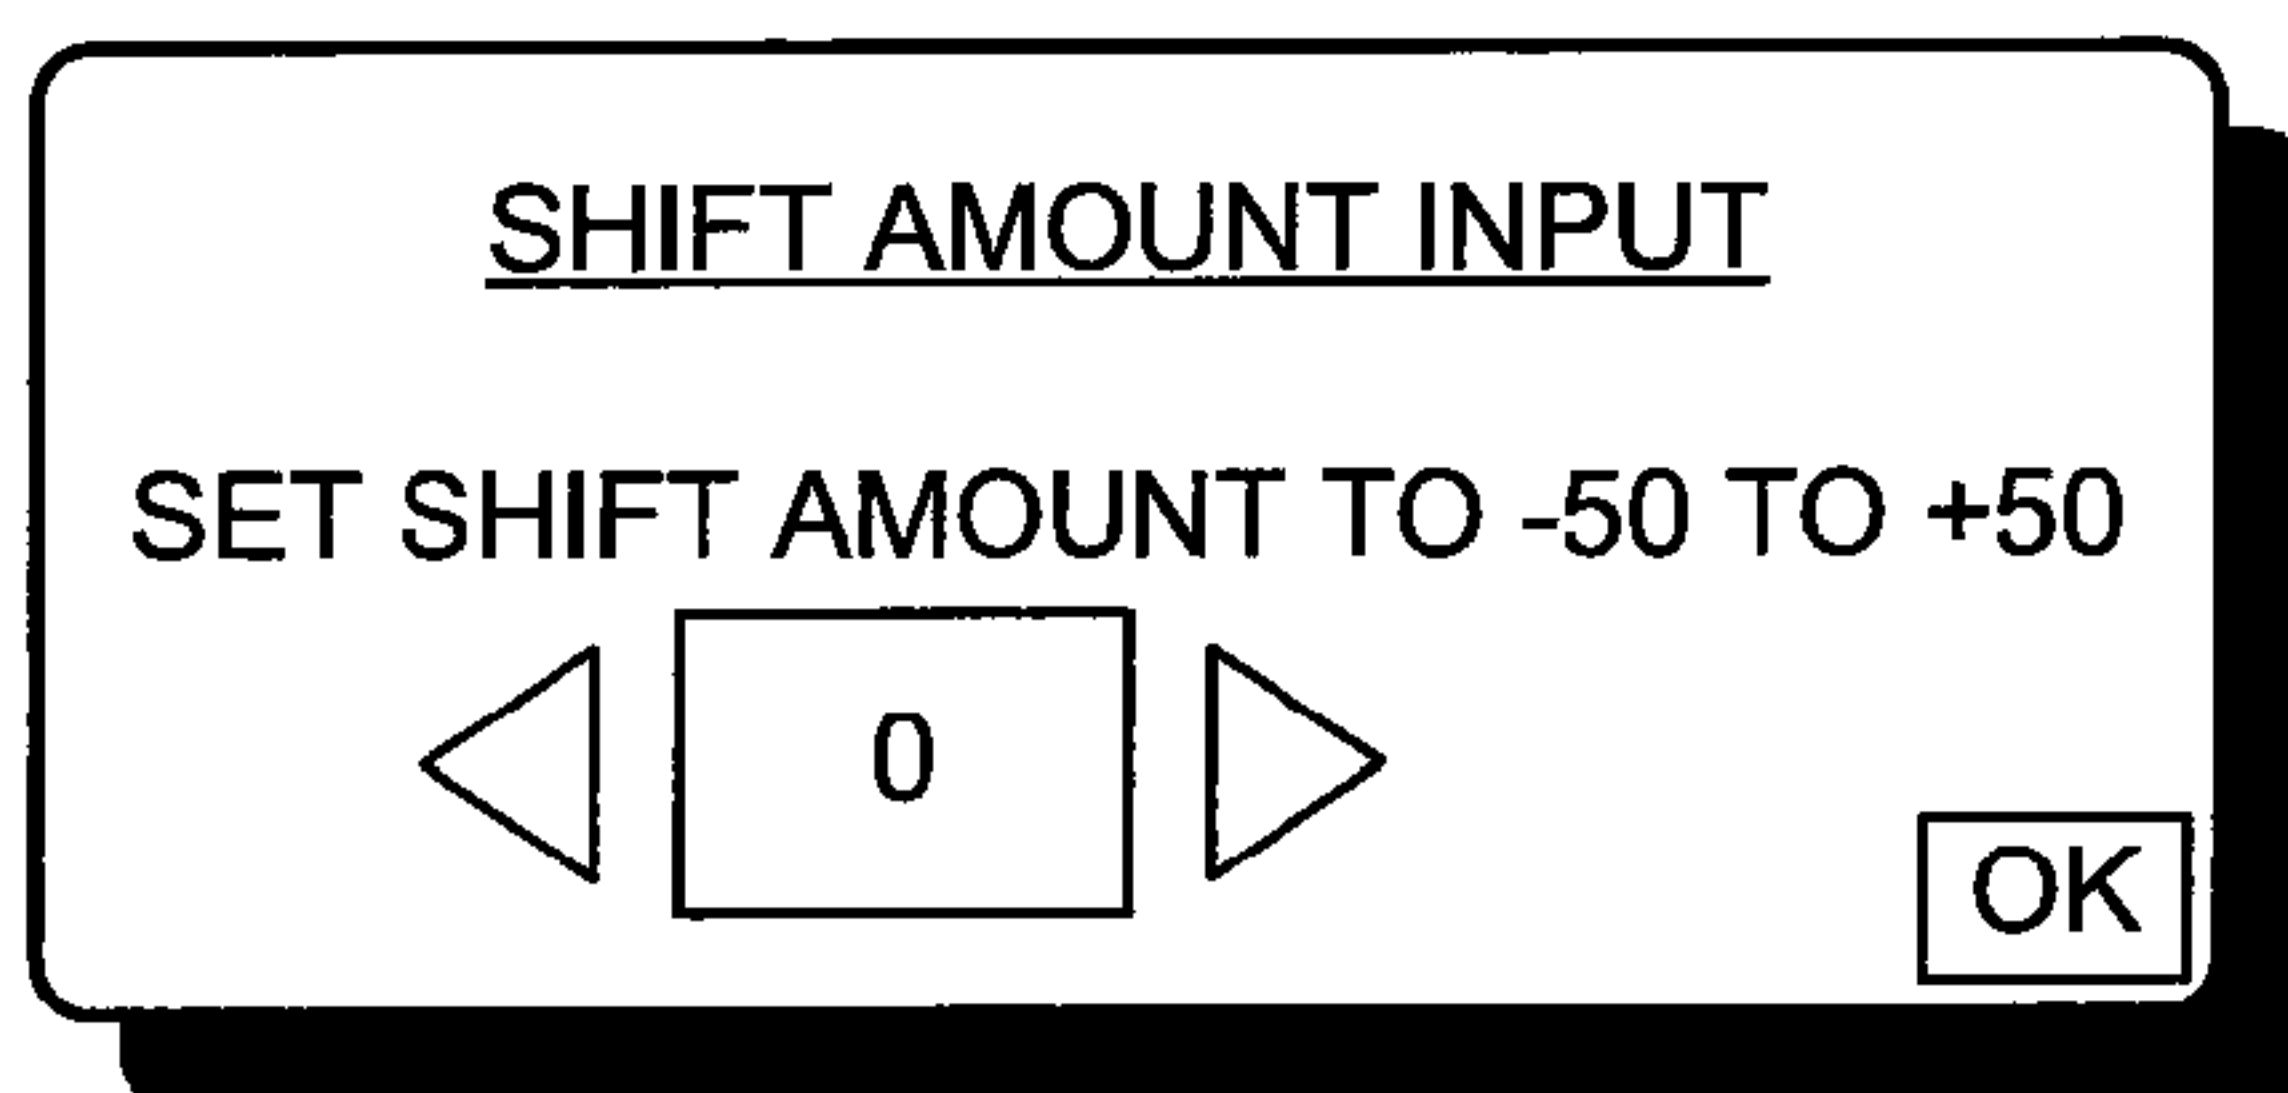 SHIFT AMOUNT INPUT
SET SHIFT AMOUNT TO -50 TO +50
0
OK